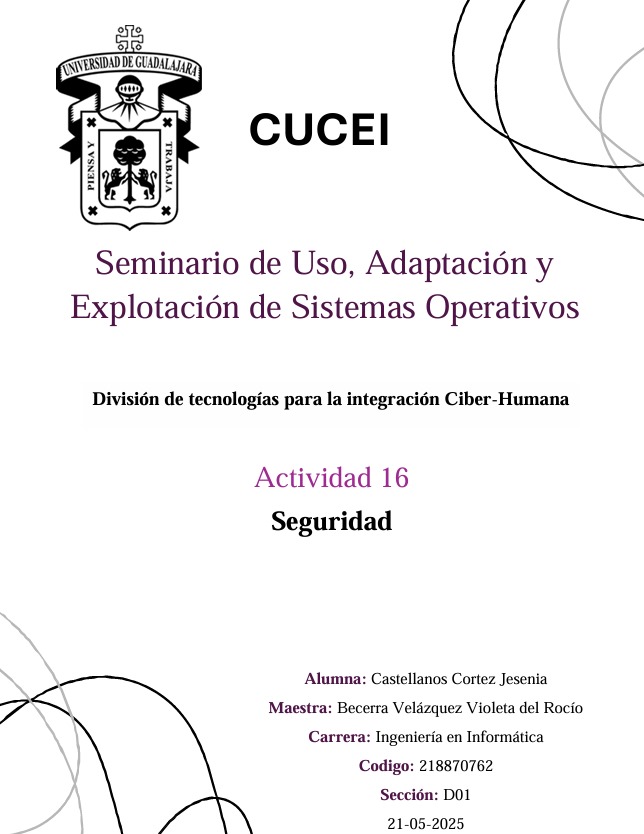 UNIVERSIDAD DE GUADALAJARA
PIENSA Y
TRABAJA
CUCEI
Seminario de Uso, Adaptación y
Explotación de Sistemas Operativos
División de tecnologías para la integración Ciber-Humana
Actividad 16
Seguridad
Alumna: Castellanos Cortez Jesenia
Maestra: Becerra Velázquez Violeta del Rocío
Carrera: Ingeniería en Informática
Codigo: 218870762
Sección: D01
21-05-2025